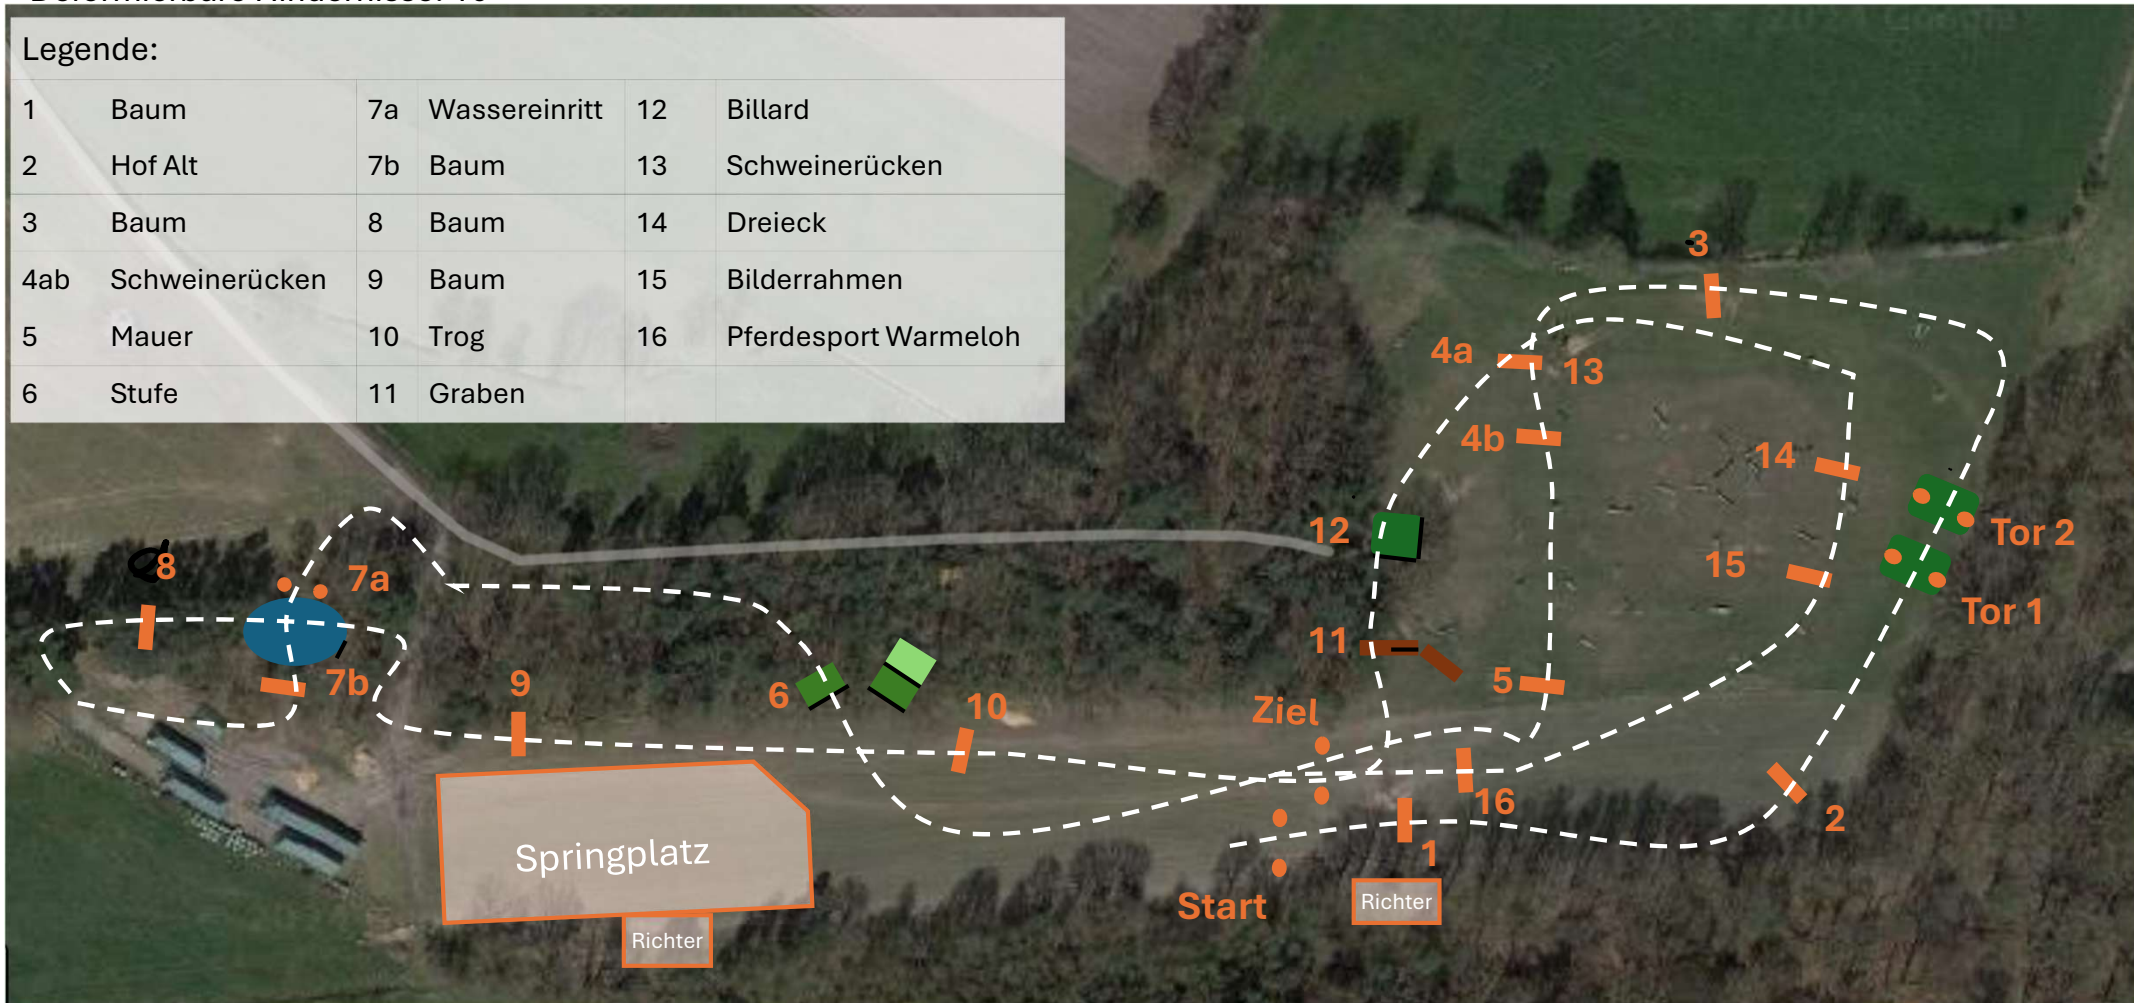 Deformierbare Hindernisse: 10
Legende:
1 Baum 7a Wassereinritt 12 Billard
2 Hof Alt 7b Baum 13 Schweinerücken
3 Baum 8 Baum 14 Dreieck
4ab Schweinerücken 9 Baum 15 Bilderrahmen
5 Mauer 10 Trog 16 Pferdesport Warmeloh
6 Stufe 11 Graben
3
4a
13
4b
14
12
Tor 2
8
7a
15
Tor 1
11
7b
9
6
5
10
Ziel
16
2
1
Springplatz
Start
Richter
Richter